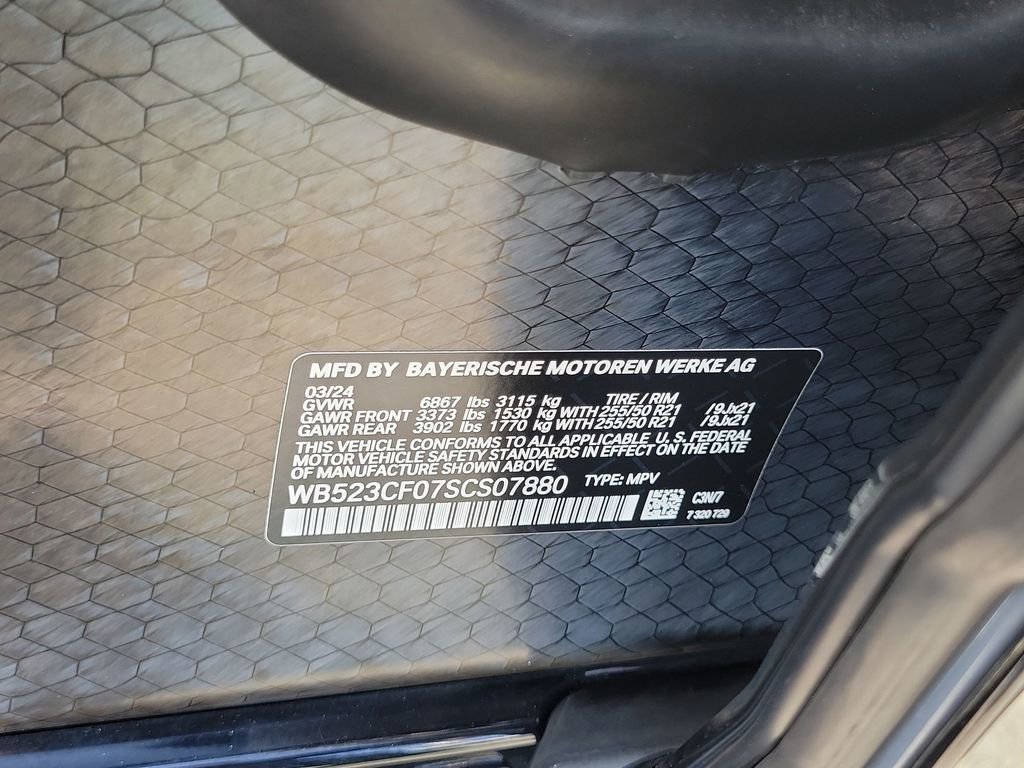 MFD BY BAYERISCHE MOTOREN WERKE AG
03/24
GVWR 6867 lbs 3115 kg TIRE / RIM
GAWR FRONT 3373 lbs 1530 kg WITH 255/50 R21 /9Jx21
GAWR REAR 3902 lbs 1770 kg WITH 255/50 R21 /9Jx21
THIS VEHICLE CONFORMS TO ALL APPLICABLE U.S. FEDERAL
MOTOR VEHICLE SAFETY STANDARDS IN EFFECT ON THE DATE
OF MANUFACTURE SHOWN ABOVE.
WB523CF07SCS07880 TYPE: MPV
C3N/7
7 320 729